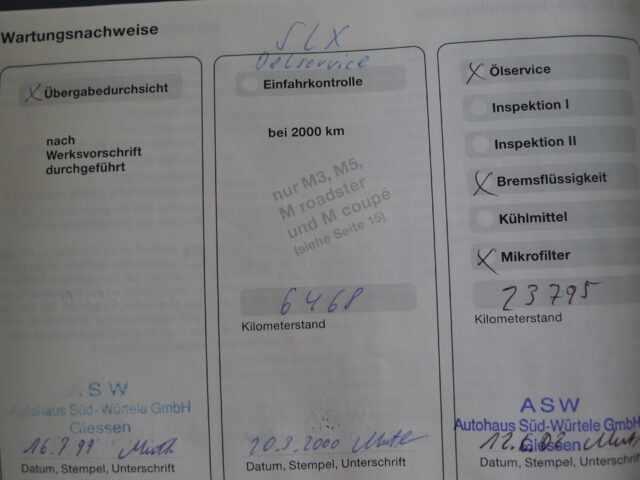 Wartungsnachweise
X Übergabedurchsicht
nach
Werksvorschrift
durchgeführt
ASW
Autohaus Süd-Würtele GmbH
Giessen
16.7.99
Datum, Stempel, Unterschrift
SLX
Oelservice
Einfahrkontrolle
bei 2000 km
nur M3, M5,
M roadster
und M coupé
(siehe Seite 15)
6468
Kilometerstand
20.3.2000
Datum, Stempel, Unterschrift
X Ölservice
Inspektion I
Inspektion II
X Bremsflüssigkeit
Kühlmittel
X Mikrofilter
23795
Kilometerstand
ASW
Autohaus Süd-Würtele GmbH
Giessen
Datum, Stempel, Unterschrift